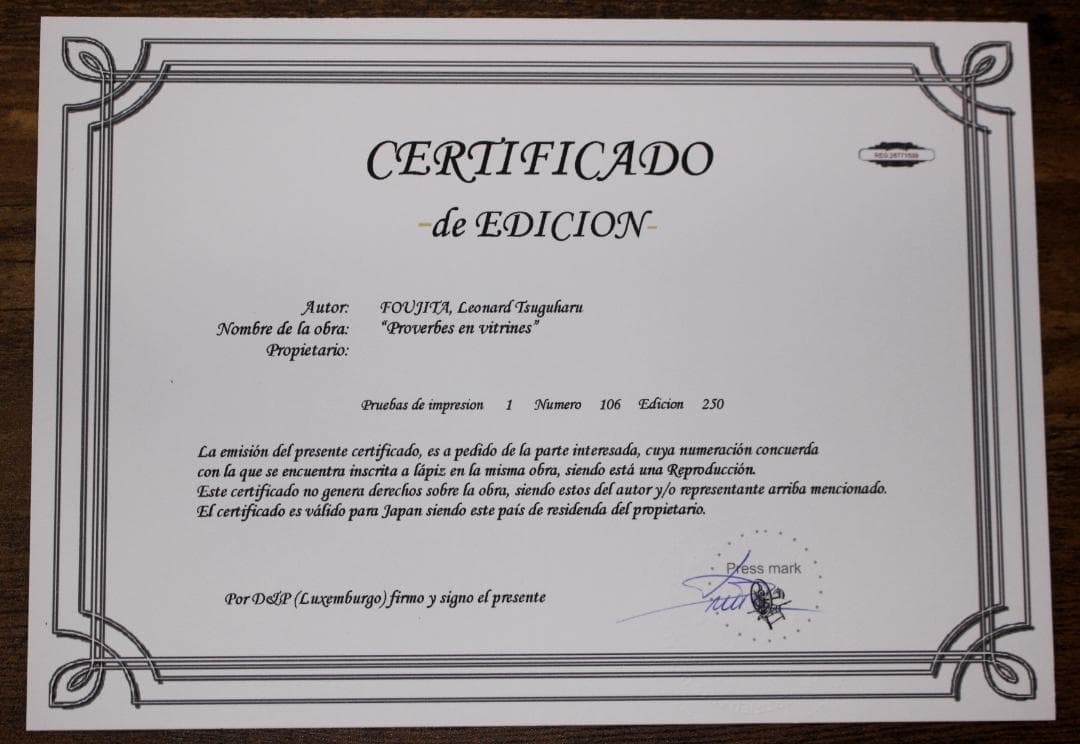 CERTIFICADO
-de EDICION-
Autor: FOUJITA, Leonard Tsuguharu
Nombre de la obra: "Proverbes en vitrines"
Propietario:
Pruebas de impresion 1 Numero 106 Edicion 250
La emisión del presente certificado, es a pedido de la parte interesada, cuya numeración concuerda
con la que se encuentra inscrita a lápiz en la misma obra, siendo está una Reproducción.
Este certificado no genera derechos sobre la obra, siendo estos del autor y/o representante arriba mencionado.
El certificado es válido para Japan siendo este país de residenda del propietario.
Press mark
Por D&P (Luxemburgo) firmo y signo el presente